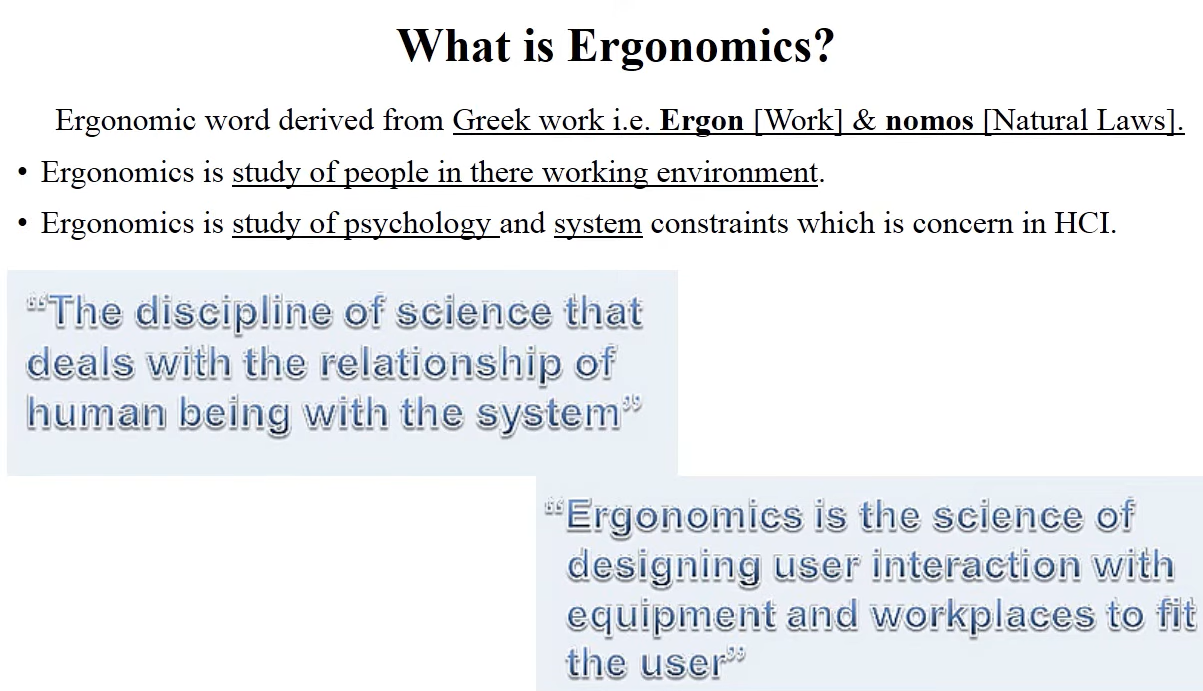 What is Ergonomics?
Ergonomic word derived from Greek work i.e. Ergon [Work] & nomos [Natural Laws].
• Ergonomics is study of people in there working environment.
• Ergonomics is study of psychology and system constraints which is concern in HCI.
“The discipline of science that
deals with the relationship of
human being with the system”
“Ergonomics is the science of
designing user interaction with
equipment and workplaces to fit
the user”